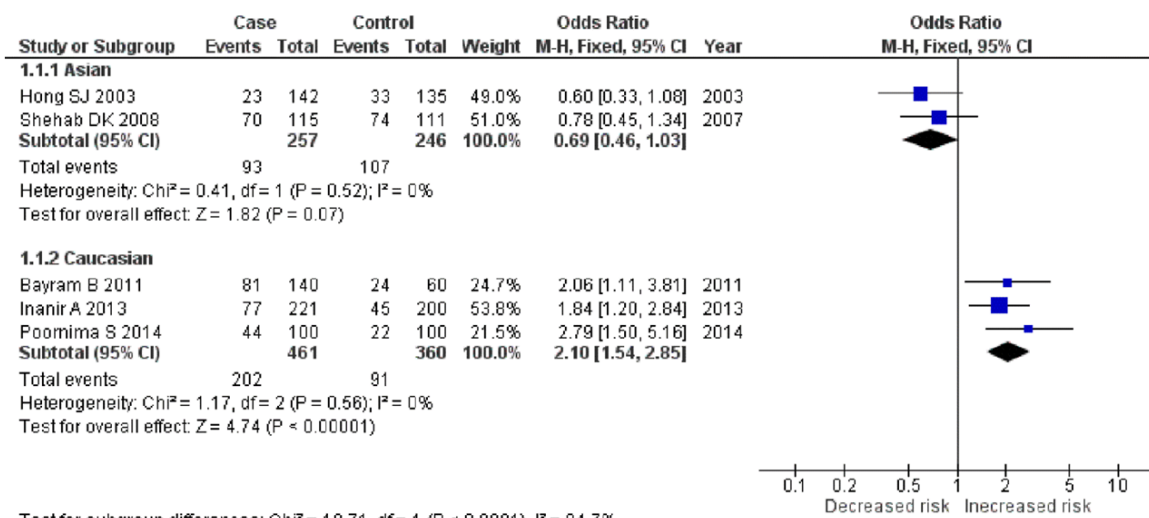 Case Control Odds Ratio Odds Ratio
Study or Subgroup Events Total Events Total Weight M-H, Fixed, 95% CI Year M-H, Fixed, 95% CI
1.1.1 Asian
Hong SJ 2003 23 142 33 135 49.0% 0.60 [0.33, 1.08] 2003
Shehab DK 2008 70 115 74 111 51.0% 0.78 [0.45, 1.34] 2007
Subtotal (95% CI) 257 246 100.0% 0.69 [0.46, 1.03]
Total events 93 107
Heterogeneity: Chi² = 0.41, df = 1 (P = 0.52); I² = 0%
Test for overall effect: Z = 1.82 (P = 0.07)
1.1.2 Caucasian
Bayram B 2011 81 140 24 60 24.7% 2.06 [1.11, 3.81] 2011
Inanir A 2013 77 221 45 200 53.8% 1.84 [1.20, 2.84] 2013
Poornima S 2014 44 100 22 100 21.5% 2.79 [1.50, 5.16] 2014
Subtotal (95% CI) 461 360 100.0% 2.10 [1.54, 2.85]
Total events 202 91
Heterogeneity: Chi² = 1.17, df = 2 (P = 0.56); I² = 0%
Test for overall effect: Z = 4.74 (P < 0.00001)
0.1 0.2 0.5 1 2 5 10
Decreased risk Inecreased risk